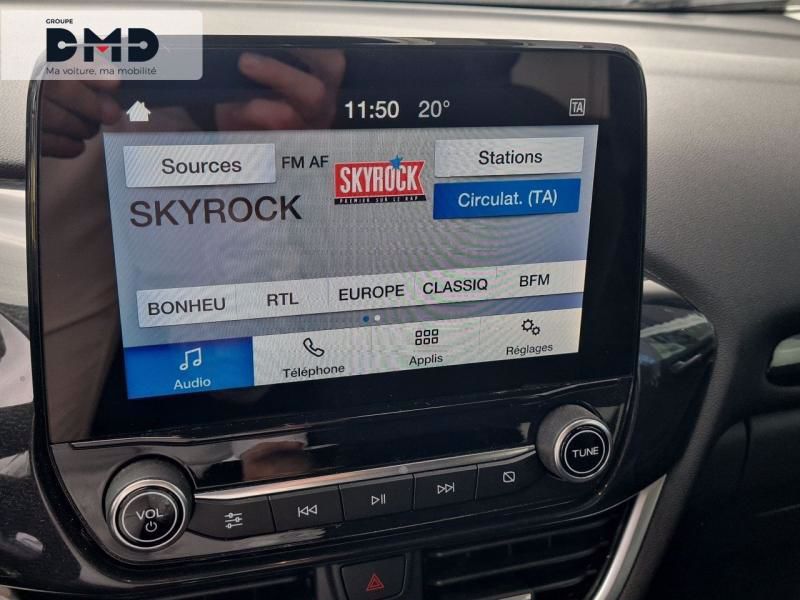 GROUPE
DMD
Ma voiture, ma mobilité
11:50 20° TA
Sources FM AF SKYROCK Stations
PREMIER SUR LE RAP
SKYROCK Circulat. (TA)
BONHEU RTL EUROPE CLASSIQ BFM
Audio Téléphone Applis Réglages
VOL TUNE